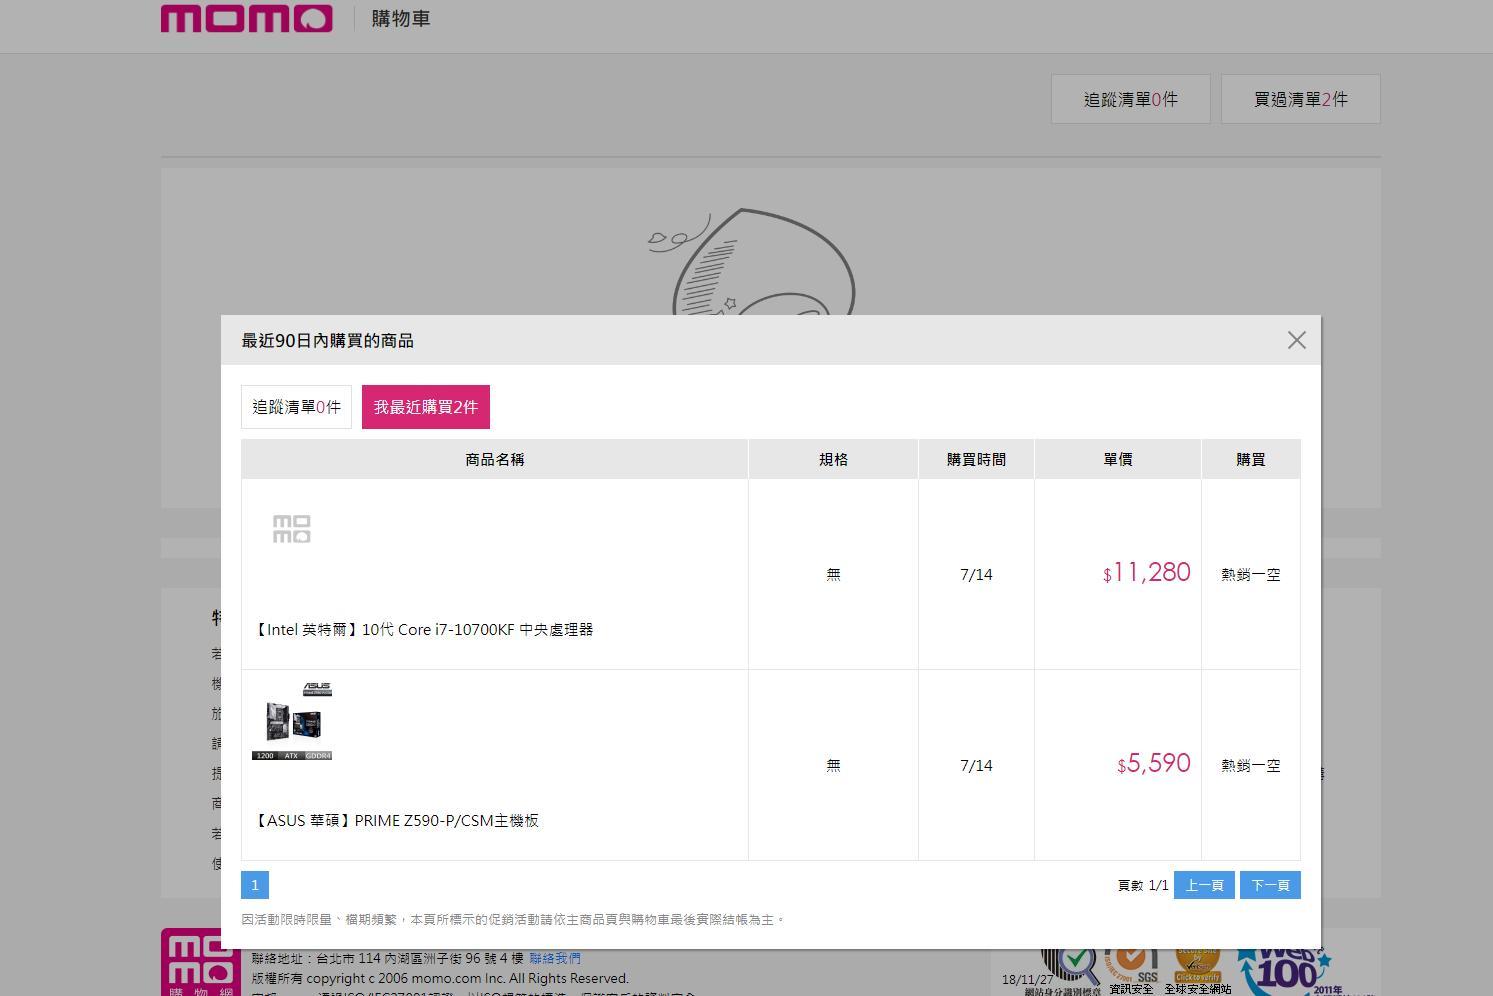 momo 購物車
追蹤清單0件 買過清單2件
最近90日內購買的商品
追蹤清單0件 我最近購買2件
商品名稱 規格 購買時間 單價 購買
momo
無 7/14 $11,280 熱銷一空
【Intel 英特爾】10代 Core i7-10700KF 中央處理器
ASUS
1200 ATX GDDR4
無 7/14 $5,590 熱銷一空
【ASUS 華碩】PRIME Z590-P/CSM主機板
1 頁數 1/1 上一頁 下一頁
因活動限時限量、檔期頻繁，本頁所標示的促銷活動請依主商品頁與購物車最後實際結帳為主。
momo
購物網
聯絡地址：台北市 114 內湖區洲子街 96 號 4 樓 聯絡我們
版權所有 copyright c 2006 momo.com Inc. All Rights Reserved.
18/11/27
網站身分識別標章
SGS
資訊安全
Click to verify
全球安全網站
100
2011年